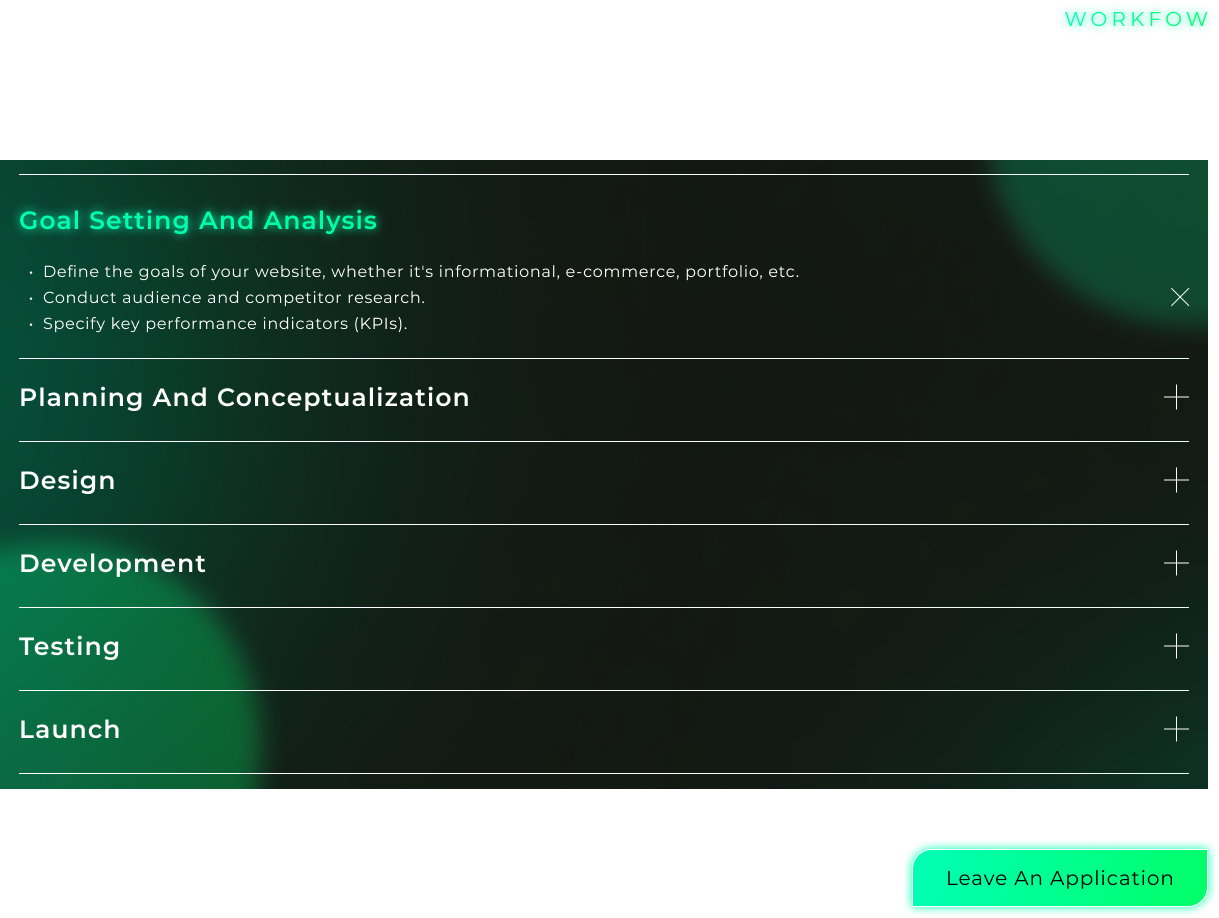 WORKFOW
Goal Setting And Analysis
• Define the goals of your website, whether it's informational, e-commerce, portfolio, etc.
• Conduct audience and competitor research.
• Specify key performance indicators (KPIs).
Planning And Conceptualization
Design
Development
Testing
Launch
Leave An Application